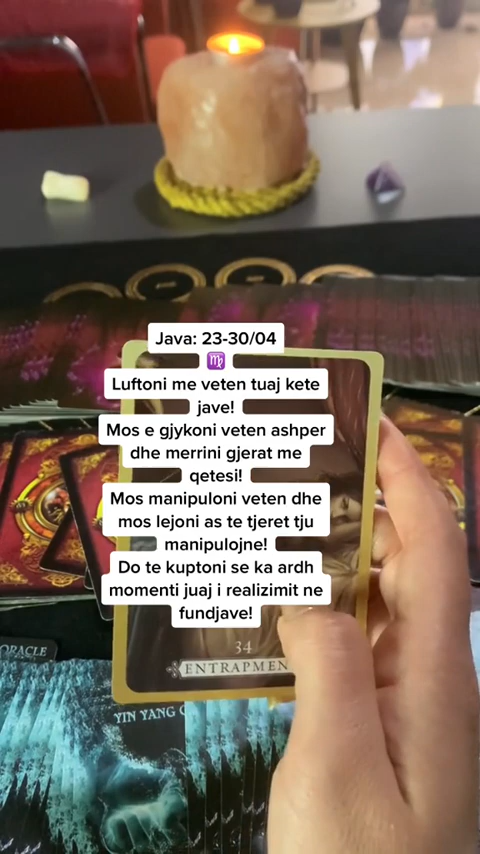 Java: 23-30/04
♍
Luftoni me veten tuaj kete
jave!
Mos e gjykoni veten ashper
dhe merrini gjerat me
qetesi!
Mos manipuloni veten dhe
mos lejoni as te tjeret tju
manipulojne!
Do te kuptoni se ka ardh
momenti juaj i realizimit ne
fundjave!
34
ENTRAPMEN
ORACLE
YIN YANG